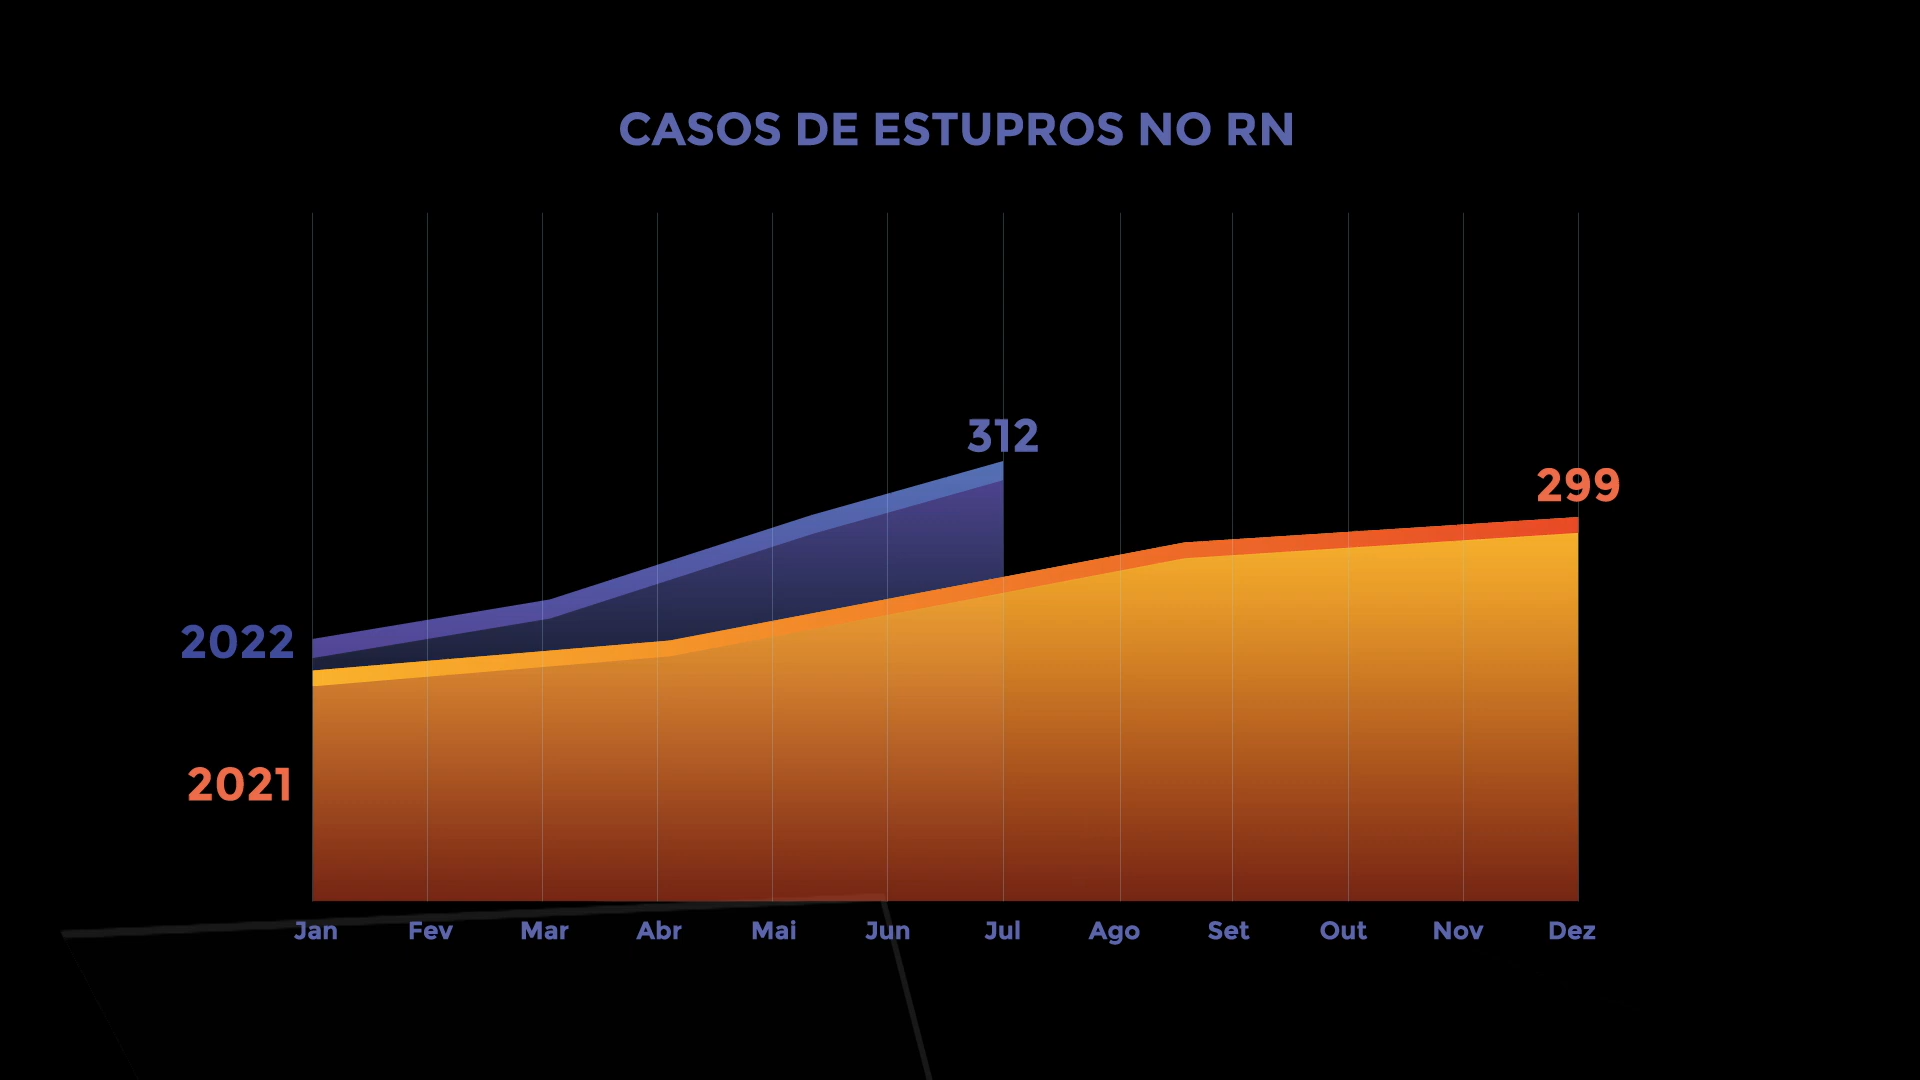 CASOS DE ESTUPROS NO RN
312
299
2022
2021
Jan Fev Mar Abr Mai Jun Jul Ago Set Out Nov Dez